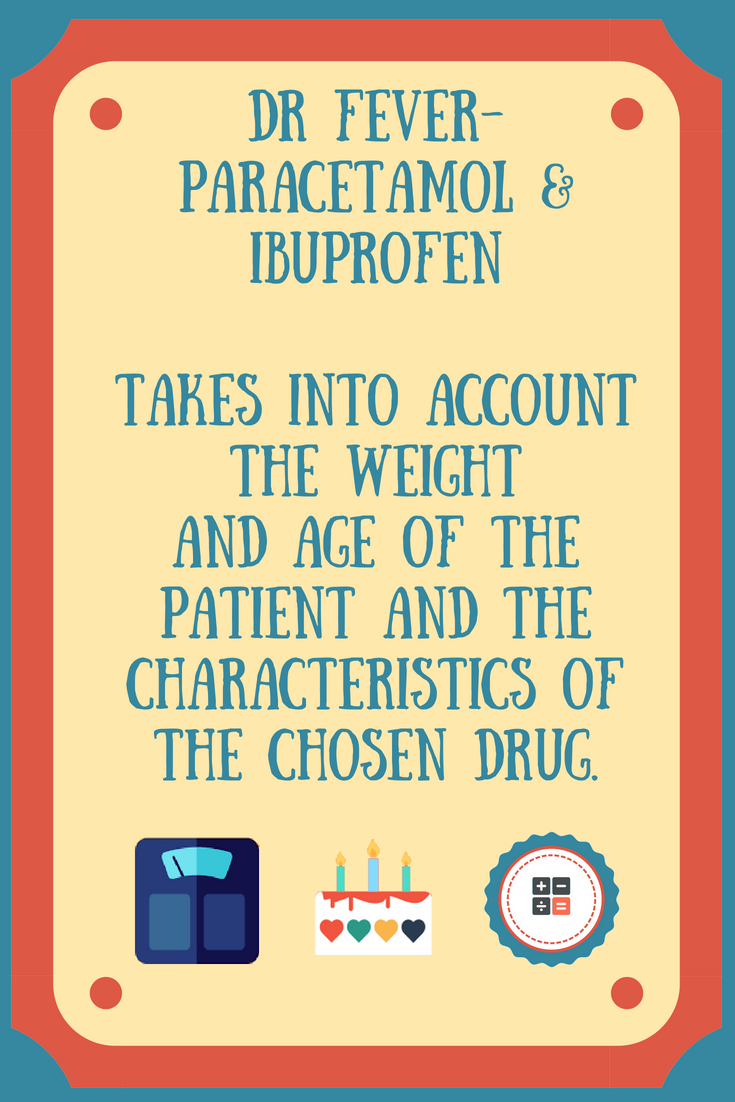 DR FEVER-
PARACETAMOL &
IBUPROFEN
TAKES INTO ACCOUNT
THE WEIGHT
AND AGE OF THE
PATIENT AND THE
CHARACTERISTICS OF
THE CHOSEN DRUG.